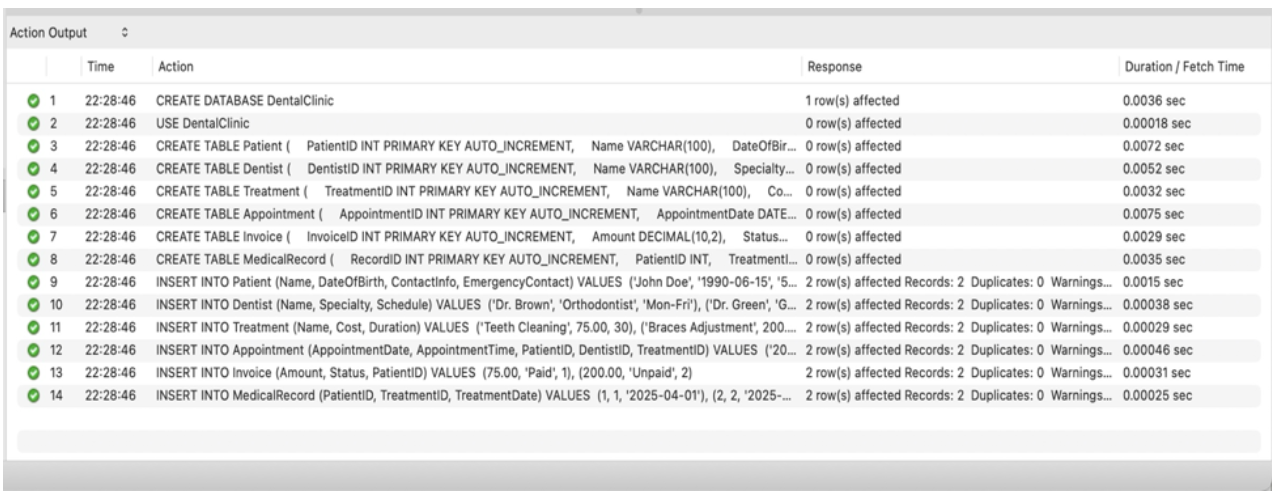 Action Output
Time Action Response Duration / Fetch Time
1 22:28:46 CREATE DATABASE DentalClinic 1 row(s) affected 0.0036 sec
2 22:28:46 USE DentalClinic 0 row(s) affected 0.00018 sec
3 22:28:46 CREATE TABLE Patient ( PatientID INT PRIMARY KEY AUTO_INCREMENT, Name VARCHAR(100), DateOfBir... 0 row(s) affected 0.0072 sec
4 22:28:46 CREATE TABLE Dentist ( DentistID INT PRIMARY KEY AUTO_INCREMENT, Name VARCHAR(100), Specialty... 0 row(s) affected 0.0052 sec
5 22:28:46 CREATE TABLE Treatment ( TreatmentID INT PRIMARY KEY AUTO_INCREMENT, Name VARCHAR(100), Co... 0 row(s) affected 0.0032 sec
6 22:28:46 CREATE TABLE Appointment ( AppointmentID INT PRIMARY KEY AUTO_INCREMENT, AppointmentDate DATE... 0 row(s) affected 0.0075 sec
7 22:28:46 CREATE TABLE Invoice ( InvoiceID INT PRIMARY KEY AUTO_INCREMENT, Amount DECIMAL(10,2), Status... 0 row(s) affected 0.0029 sec
8 22:28:46 CREATE TABLE MedicalRecord ( RecordID INT PRIMARY KEY AUTO_INCREMENT, PatientID INT, TreatmentI... 0 row(s) affected 0.0035 sec
9 22:28:46 INSERT INTO Patient (Name, DateOfBirth, ContactInfo, EmergencyContact) VALUES ('John Doe', '1990-06-15', '5... 2 row(s) affected Records: 2 Duplicates: 0 Warnings... 0.0015 sec
10 22:28:46 INSERT INTO Dentist (Name, Specialty, Schedule) VALUES ('Dr. Brown', 'Orthodontist', 'Mon-Fri'), ('Dr. Green', 'G... 2 row(s) affected Records: 2 Duplicates: 0 Warnings... 0.00038 sec
11 22:28:46 INSERT INTO Treatment (Name, Cost, Duration) VALUES ('Teeth Cleaning', 75.00, 30), ('Braces Adjustment', 200.... 2 row(s) affected Records: 2 Duplicates: 0 Warnings... 0.00029 sec
12 22:28:46 INSERT INTO Appointment (AppointmentDate, AppointmentTime, PatientID, DentistID, TreatmentID) VALUES ('20... 2 row(s) affected Records: 2 Duplicates: 0 Warnings... 0.00046 sec
13 22:28:46 INSERT INTO Invoice (Amount, Status, PatientID) VALUES (75.00, 'Paid', 1), (200.00, 'Unpaid', 2) 2 row(s) affected Records: 2 Duplicates: 0 Warnings... 0.00031 sec
14 22:28:46 INSERT INTO MedicalRecord (PatientID, TreatmentID, TreatmentDate) VALUES (1, 1, '2025-04-01'), (2, 2, '2025-... 2 row(s) affected Records: 2 Duplicates: 0 Warnings... 0.00025 sec